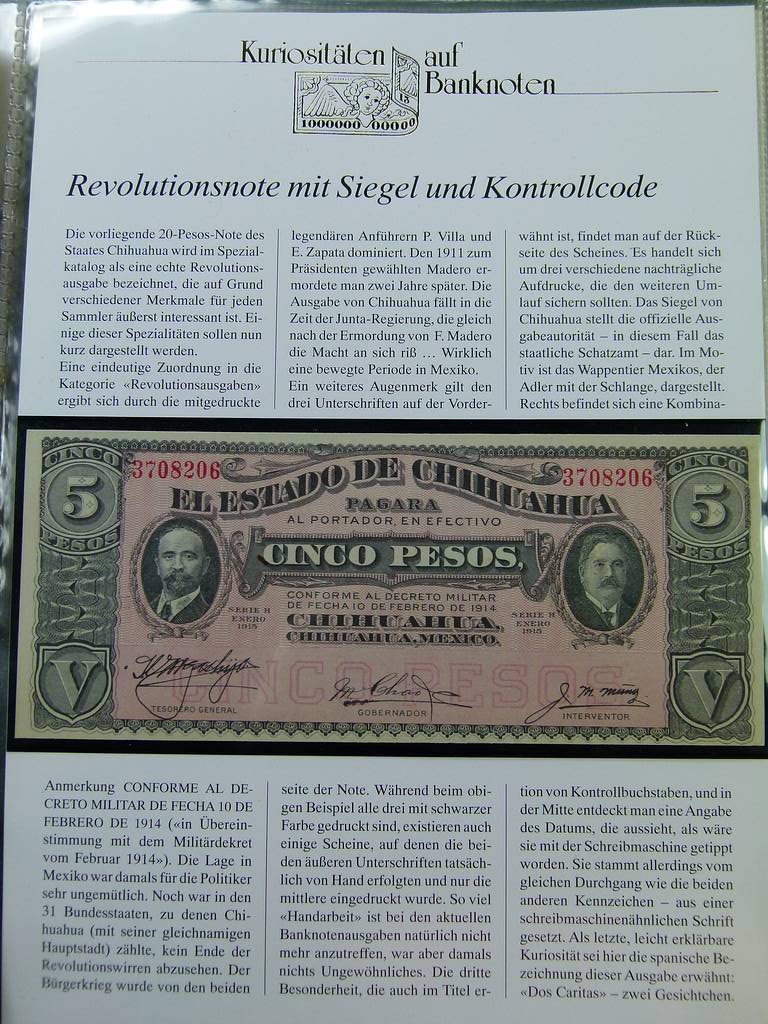 Kuriositäten auf
Banknoten
18
1000000 00000
Revolutionsnote mit Siegel und Kontrollcode
Die vorliegende 20-Pesos-Note des
Staates Chihuahua wird im Spezial-
katalog als eine echte Revolutions-
ausgabe bezeichnet, die auf Grund
verschiedener Merkmale für jeden
Sammler äußerst interessant ist. Ei-
nige dieser Spezialitäten sollen nun
kurz dargestellt werden.
Eine eindeutige Zuordnung in die
Kategorie «Revolutionsausgaben»
ergibt sich durch die mitgedruckte
legendären Anführern P. Villa und
E. Zapata dominiert. Den 1911 zum
Präsidenten gewählten Madero er-
mordete man zwei Jahre später. Die
Ausgabe von Chihuahua fällt in die
Zeit der Junta-Regierung, die gleich
nach der Ermordung von F. Madero
die Macht an sich riß ... Wirklich
eine bewegte Periode in Mexiko.
Ein weiteres Augenmerk gilt den
drei Unterschriften auf der Vorder-
wähnt ist, findet man auf der Rück-
seite des Scheines. Es handelt sich
um drei verschiedene nachträgliche
Aufdrucke, die den weiteren Um-
lauf sichern sollten. Das Siegel von
Chihuahua stellt die offizielle Aus-
gabeautorität – in diesem Fall das
staatliche Schatzamt – dar. Im Mo-
tiv ist das Wappentier Mexikos, der
Adler mit der Schlange, dargestellt.
Rechts befindet sich eine Kombina-
CINCO
5
PESOS
3708206
3708206
CINCO
5
PESOS
EL ESTADO DE CHIHUAHUA
PAGARA
AL PORTADOR, EN EFECTIVO
CINCO PESOS,
CONFORME AL DECRETO MILITAR
DE FECHA 10 DE FEBRERO DE 1914
CHIHUAHUA,
CHIHUAHUA, MEXICO.
SERIE H
ENERO
1915
SERIE H
ENERO
1915
CINCO PESOS
V
V
TESORERO GENERAL
M. Chao
GOBERNADOR
INTERVENTOR
Anmerkung CONFORME AL DE-
CRETO MILITAR DE FECHA 10 DE
FEBRERO DE 1914 («in Überein-
stimmung mit dem Militärdekret
vom Februar 1914»). Die Lage in
Mexiko war damals für die Politiker
sehr ungemütlich. Noch war in den
31 Bundesstaaten, zu denen Chi-
huahua (mit seiner gleichnamigen
Hauptstadt) zählte, kein Ende der
Revolutionswirren abzusehen. Der
Bürgerkrieg wurde von den beiden
seite der Note. Während beim obi-
gen Beispiel alle drei mit schwarzer
Farbe gedruckt sind, existieren auch
einige Scheine, auf denen die bei-
den äußeren Unterschriften tatsäch-
lich von Hand erfolgten und nur die
mittlere eingedruckt wurde. So viel
«Handarbeit» ist bei den aktuellen
Banknotenausgaben natürlich nicht
mehr anzutreffen, war aber damals
nichts Ungewöhnliches. Die dritte
Besonderheit, die auch im Titel er-
tion von Kontrollbuchstaben, und in
der Mitte entdeckt man eine Angabe
des Datums, die aussieht, als wäre
sie mit der Schreibmaschine getippt
worden. Sie stammt allerdings vom
gleichen Durchgang wie die beiden
anderen Kennzeichen – aus einer
schreibmaschinenähnlichen Schrift
gesetzt. Als letzte, leicht erklärbare
Kuriosität sei hier die spanische Be-
zeichnung dieser Ausgabe erwähnt:
«Dos Caritas» – zwei Gesichtchen.